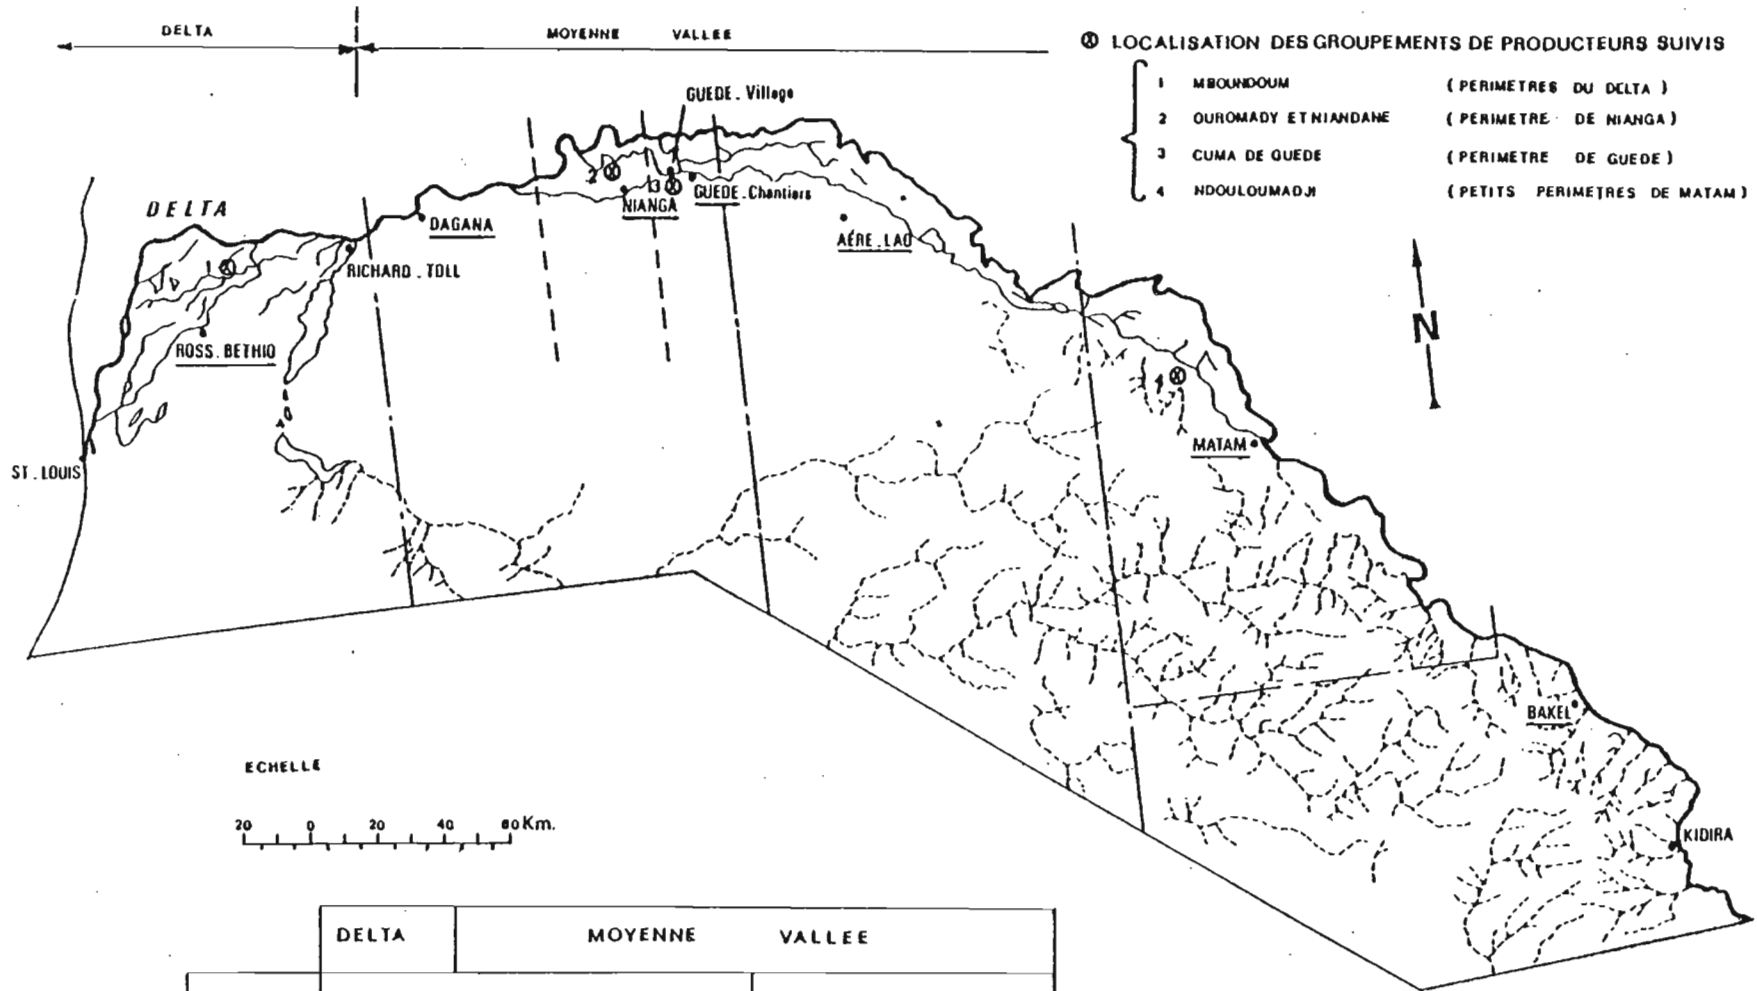 DELTA
MOYENNE VALLEE
ⓧ LOCALISATION DES GROUPEMENTS DE PRODUCTEURS SUIVIS
1 MBOUNDOUM (PERIMETRES DU DELTA)
2 OUROMADY ET NIANDANE (PERIMETRE DE NIANGA)
3 CUMA DE GUEDE (PERIMETRE DE GUEDE)
4 NDOULOUMADJI (PETITS PERIMETRES DE MATAM)
GUEDE. Village
2
3
GUEDE. Chantiers
NIANGA
DELTA
DAGANA
AÉRE. LAO
1
RICHARD. TOLL
N
ROSS. BETHIO
4
MATAM
ST. LOUIS
BAKEL
ECHELLE
20 0 20 40 60 Km.
KIDIRA
DELTA MOYENNE VALLEE